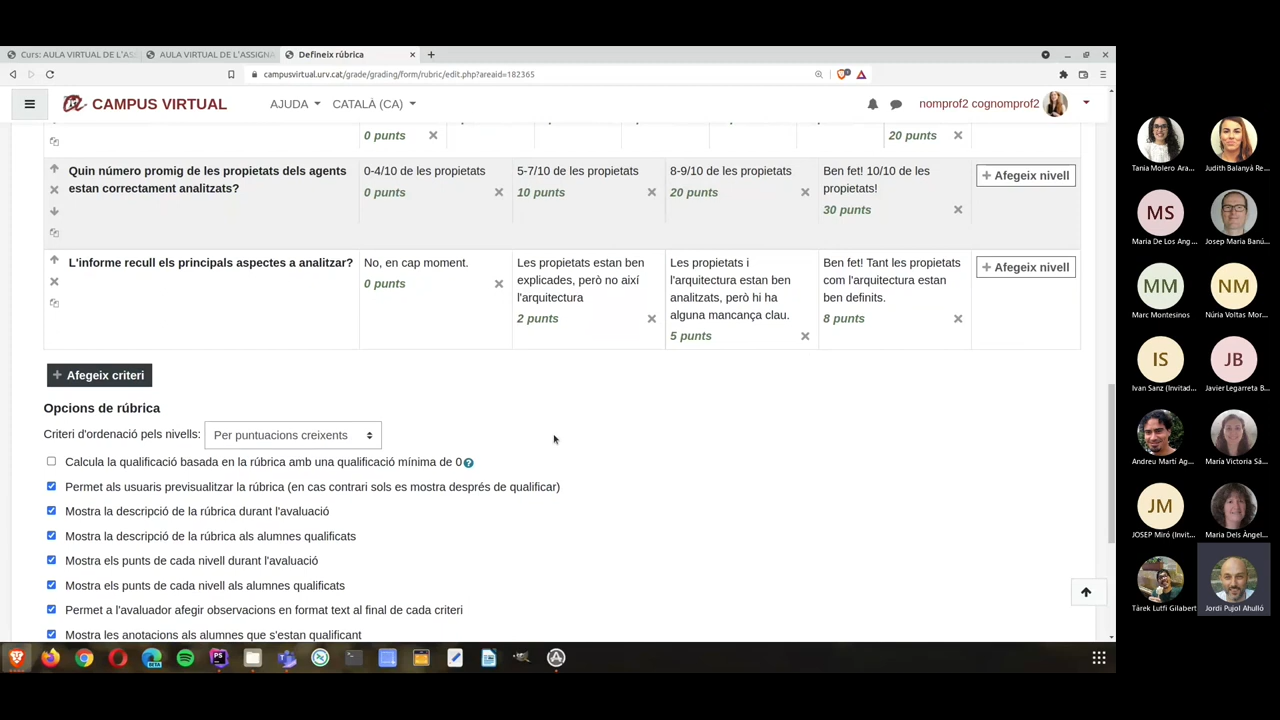 Curs: AULA VIRTUAL DE L'ASS
AULA VIRTUAL DE L'ASSIGNA
Defineix rúbrica
campusvirtual.urv.cat/grade/grading/form/rubric/edit.php?areaid=182365
CAMPUS VIRTUAL
AJUDA
CATALÀ (CA)
nomprof2 cognomprof2
0 punts
20 punts
Quin número promig de les propietats dels agents
estan correctament analitzats?
0-4/10 de les propietats
0 punts
5-7/10 de les propietats
10 punts
8-9/10 de les propietats
20 punts
Ben fet! 10/10 de les
propietats!
30 punts
+ Afegeix nivell
L'informe recull els principals aspectes a analitzar?
No, en cap moment.
0 punts
Les propietats estan ben
explicades, però no així
l'arquitectura
2 punts
Les propietats i
l'arquitectura estan ben
analitzats, però hi ha
alguna mancança clau.
5 punts
Ben fet! Tant les propietats
com l'arquitectura estan
ben definits.
8 punts
+ Afegeix nivell
+ Afegeix criteri
Opcions de rúbrica
Criteri d'ordenació pels nivells:
Per puntuacions creixents
Calcula la qualificació basada en la rúbrica amb una qualificació mínima de 0
Permet als usuaris previsualitzar la rúbrica (en cas contrari sols es mostra després de qualificar)
Mostra la descripció de la rúbrica durant l'avaluació
Mostra la descripció de la rúbrica als alumnes qualificats
Mostra els punts de cada nivell durant l'avaluació
Mostra els punts de cada nivell als alumnes qualificats
Permet a l'avaluador afegir observacions en format text al final de cada criteri
Mostra les anotacions als alumnes que s'estan qualificant
Tania Molero Ara...
Judith Balanyà Re...
MS
Maria De Los Ang...
Josep Maria Banú...
MM
Marc Montesinos
NM
Núria Voltas Mor...
IS
Ivan Sanz (Invitad...
JB
Javier Legarreta B...
Andreu Martí Ag...
María Victoria Sá...
JM
JOSEP Miró (Invit...
Maria Dels Àngel...
Tárek Lutfi Gilabert
Jordi Pujol Ahulló